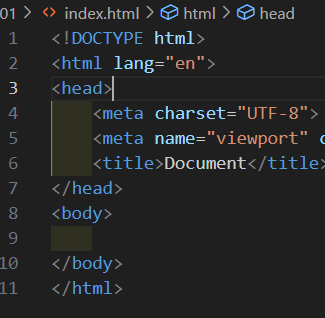 01 > index.html > html > head
1 <!DOCTYPE html>
2 <html lang="en">
3 <head>
4 <meta charset="UTF-8">
5 <meta name="viewport" c
6 <title>Document</title>
7 </head>
8 <body>
9
10 </body>
11 </html>